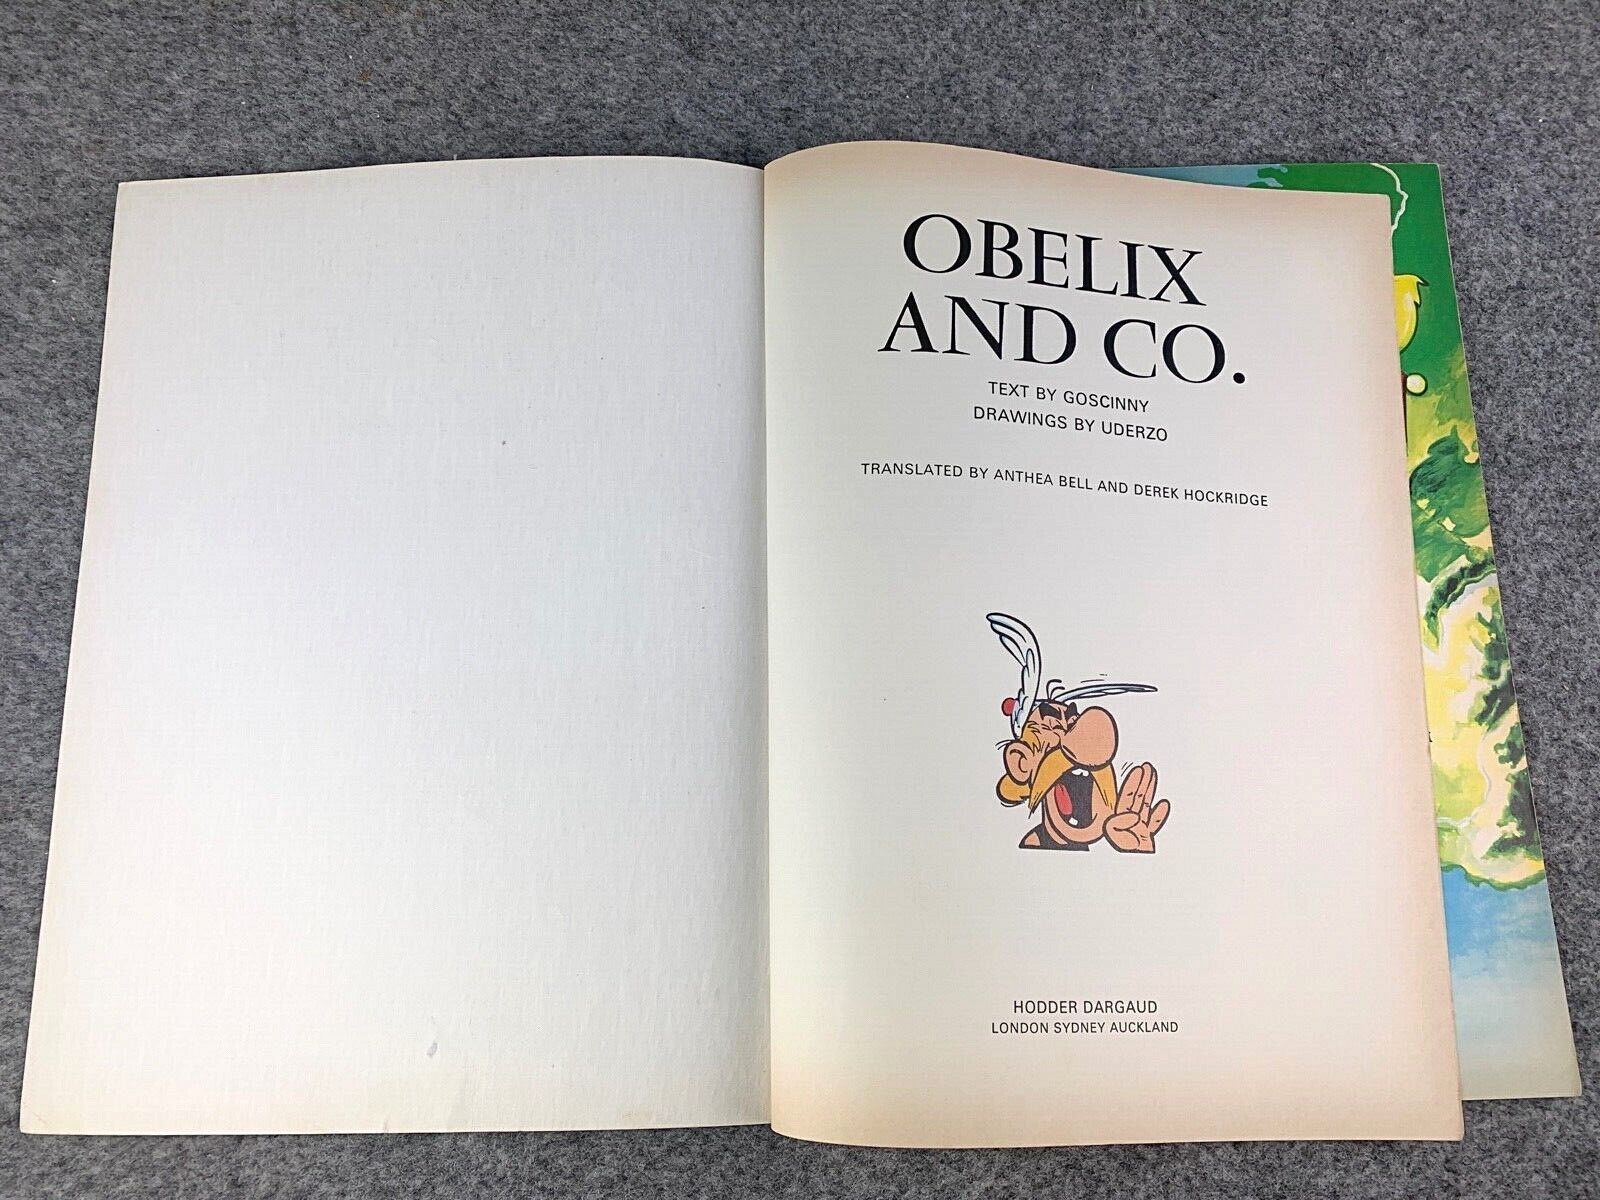 OBELIX
AND CO.
TEXT BY GOSCINNY
DRAWINGS BY UDERZO
TRANSLATED BY ANTHEA BELL AND DEREK HOCKRIDGE
HODDER DARGAUD
LONDON SYDNEY AUCKLAND